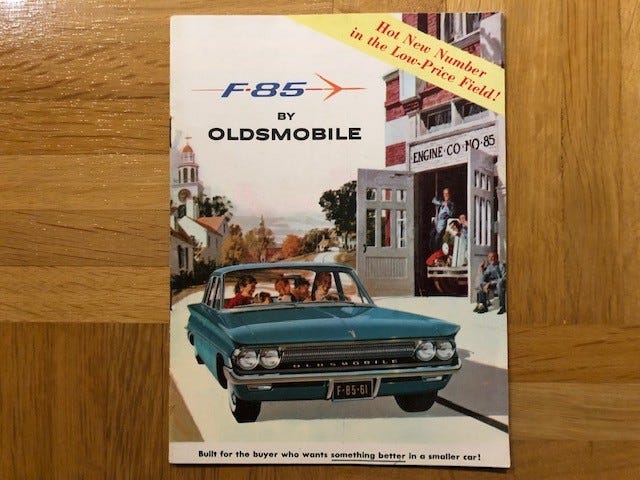 Hot New Number
in the Low-Price Field!
F-85
BY
OLDSMOBILE
ENGINE·CO·NO·85
OLDSMOBILE
F-85-61
Built for the buyer who wants something better in a smaller car!